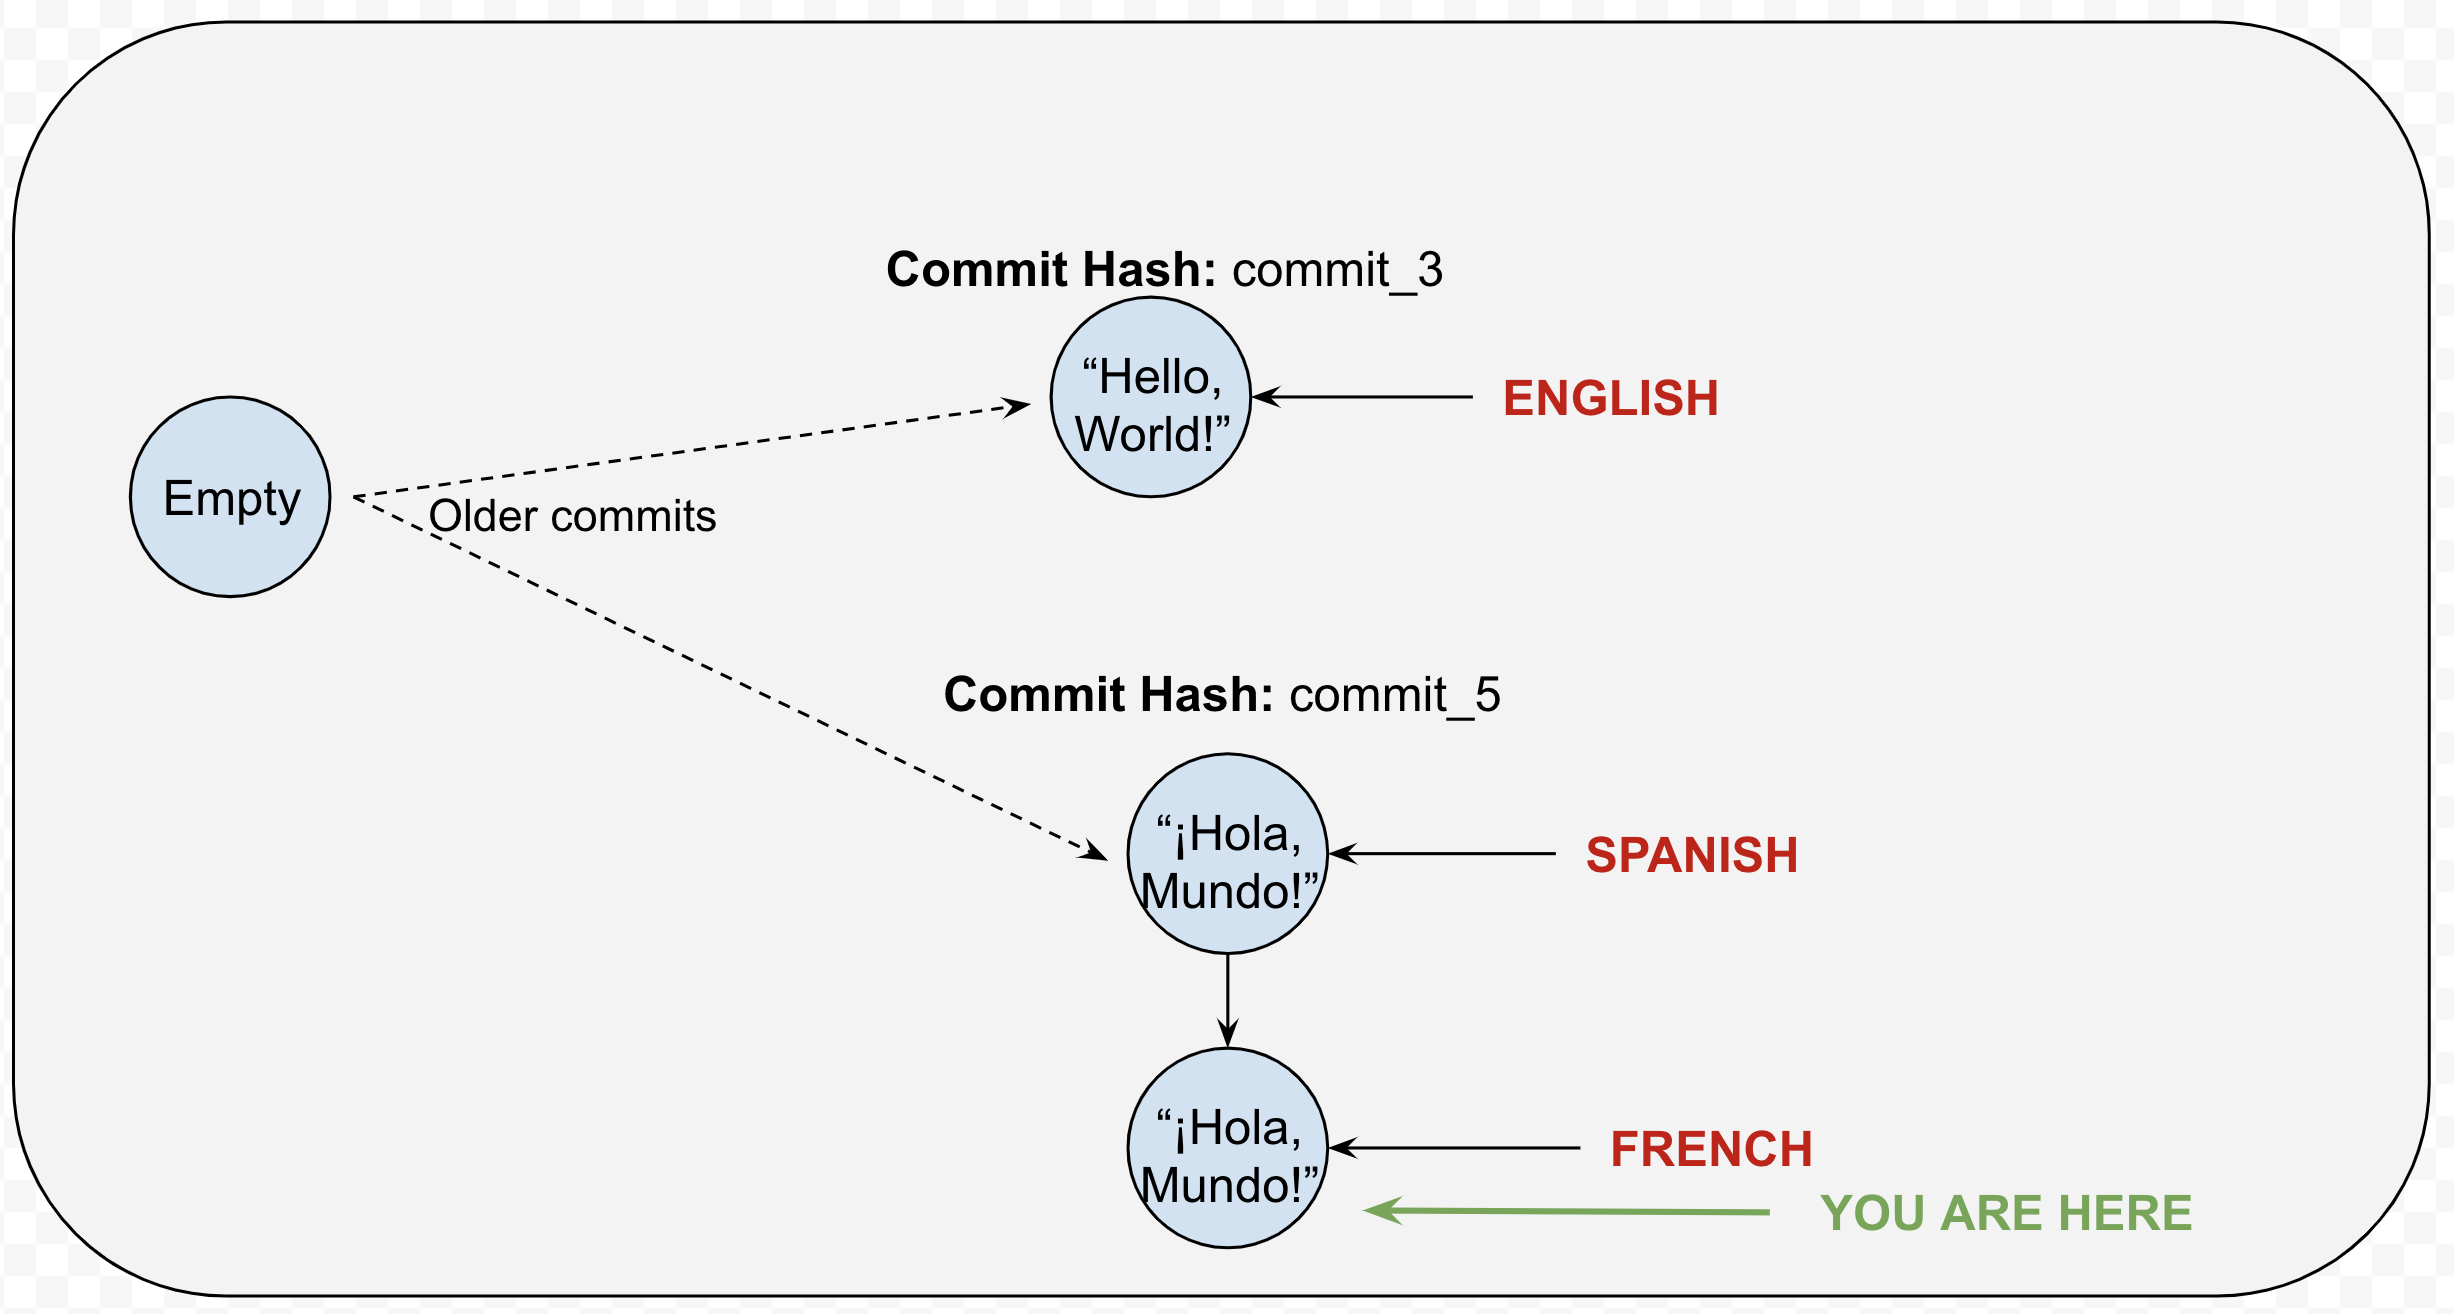 Commit Hash: commit_3
“Hello,
World!”
ENGLISH
Empty
Older commits
Commit Hash: commit_5
“¡Hola,
Mundo!”
SPANISH
“¡Hola,
Mundo!”
FRENCH
YOU ARE HERE